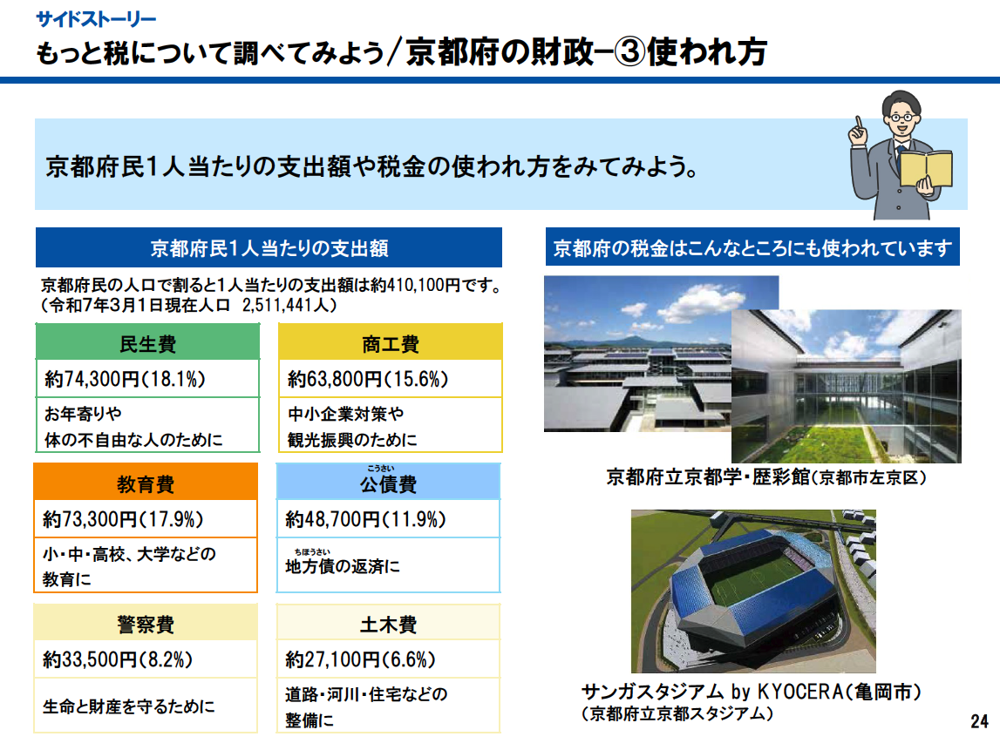 サイドストーリー
もっと税について調べてみよう/京都府の財政－③使われ方
京都府民１人当たりの支出額や税金の使われ方をみてみよう。
京都府民１人当たりの支出額
京都府民の人口で割ると１人当たりの支出額は約410,100円です。
（令和７年３月１日現在人口　2,511,441人）
民生費
約74,300円（18.1%）
お年寄りや
体の不自由な人のために
商工費
約63,800円（15.6%）
中小企業対策や
観光振興のために
教育費
約73,300円（17.9%）
小・中・高校、大学などの
教育に
こうさい
公債費
約48,700円（11.9%）
ちほうさい
地方債の返済に
警察費
約33,500円（8.2%）
生命と財産を守るために
土木費
約27,100円（6.6%）
道路・河川・住宅などの
整備に
京都府の税金はこんなところにも使われています
京都府立京都学・歴彩館（京都市左京区）
サンガスタジアム by KYOCERA（亀岡市）
（京都府立京都スタジアム）
24